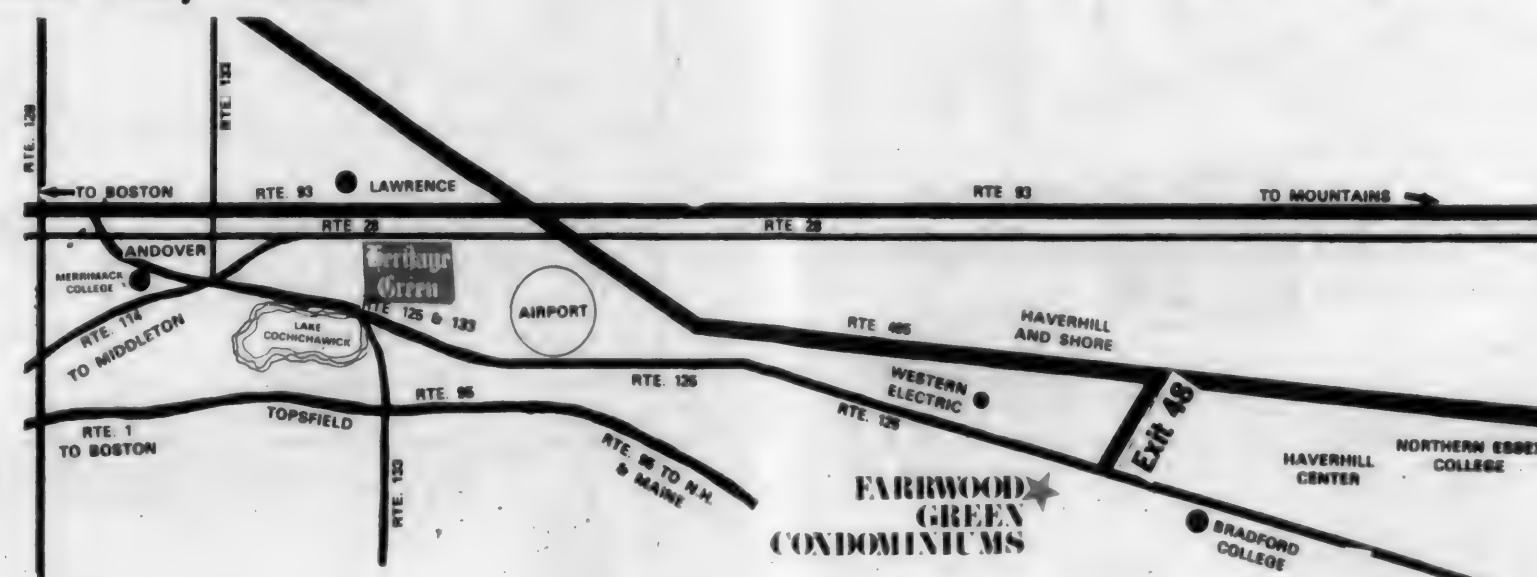 RTE. 128
RTE. 133
TO BOSTON
RTE. 93
LAWRENCE
RTE 93
TO MOUNTAINS
RTE 28
RTE 28
ANDOVER
MERRIMACK
COLLEGE
Heritage
Green
RTE 125 & 133
AIRPORT
LAKE
COCHICHAWICK
RTE. 114
TO MIDDLETON
RTE 495
HAVERHILL
AND SHORE
RTE. 125
WESTERN
ELECTRIC
RTE. 125
Exit 48
RTE. 95
TOPSFIELD
RTE. 1
TO BOSTON
RTE. 95 TO N.H.
& MAINE
RTE. 133
HAVERHILL
CENTER
NORTHERN ESSEX
COLLEGE
FARRWOOD
GREEN
CONDOMINIUMS
BRADFORD
COLLEGE